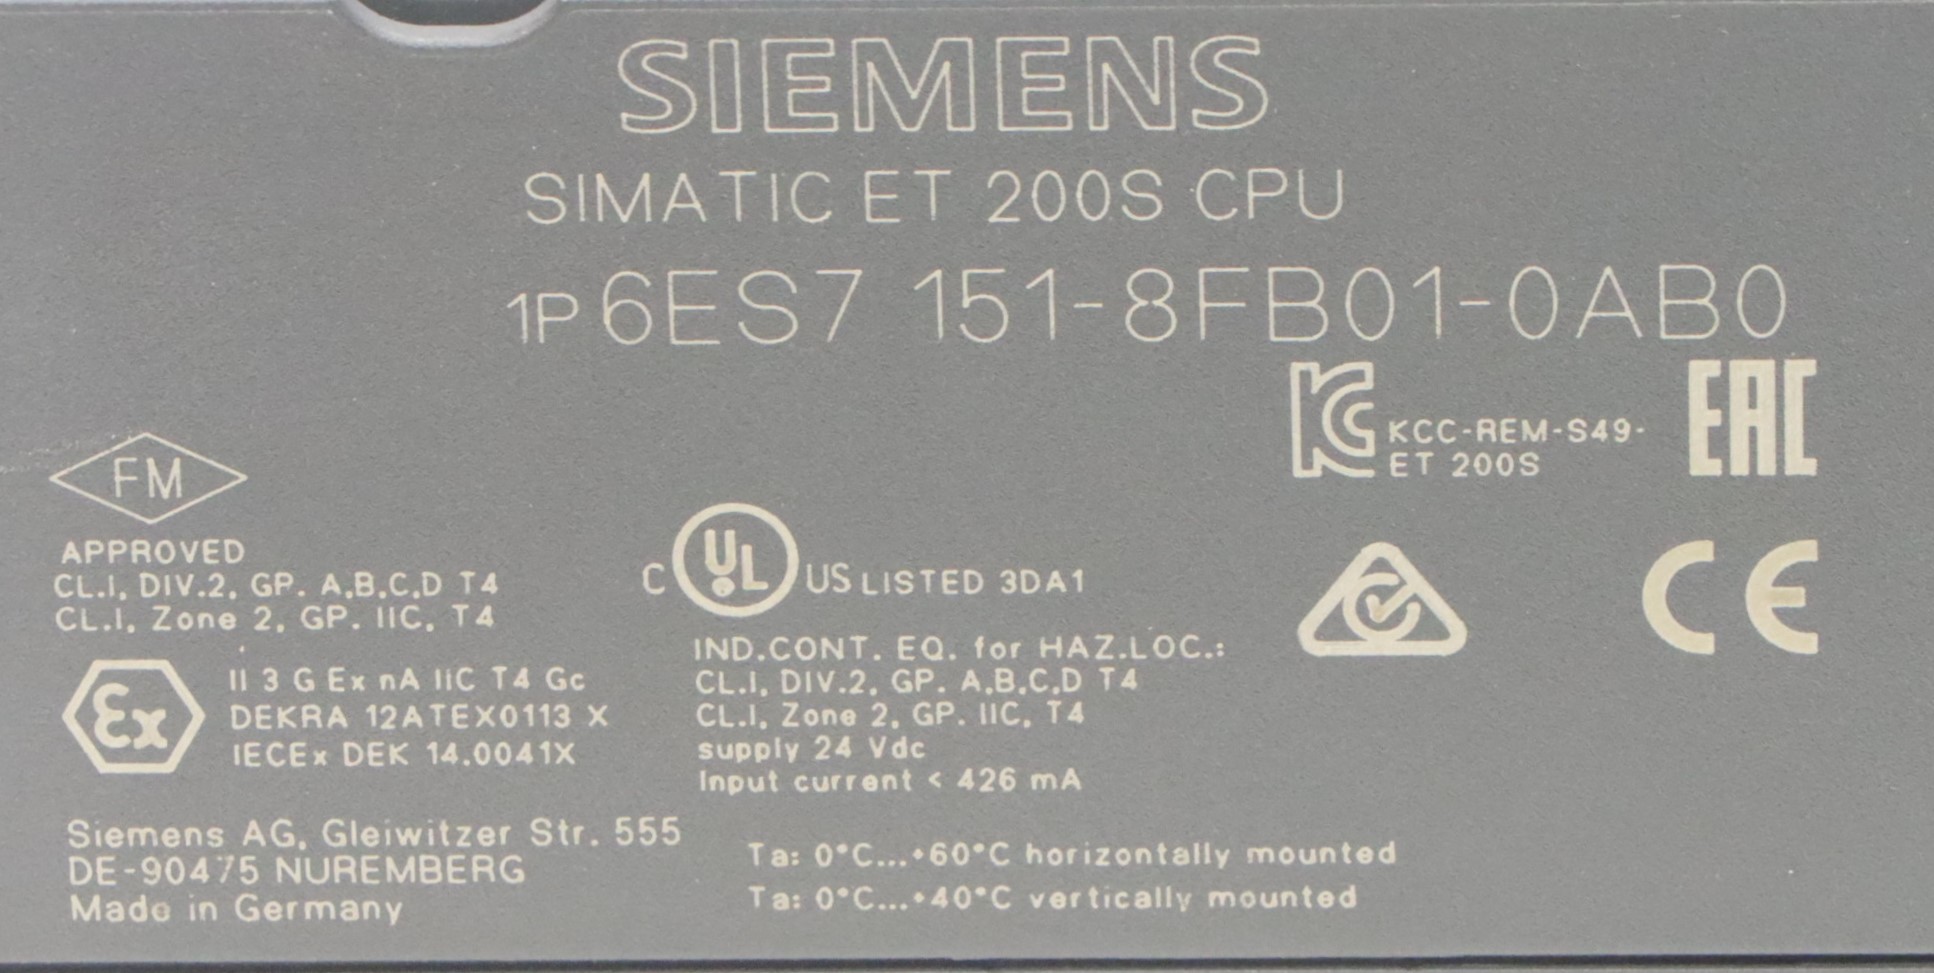 SIEMENS
SIMATIC ET 200S CPU
1P 6ES7 151-8FB01-0AB0
KCC-REM-S49-
ET 200S
EAC
FM
APPROVED
CL.I, DIV.2, GP. A,B,C,D T4
CL.I, Zone 2, GP. IIC, T4
C UL US LISTED 3DA1
CE
IND.CONT. EQ. for HAZ.LOC.:
CL.I, DIV.2, GP. A,B,C,D T4
CL.I, Zone 2, GP. IIC, T4
supply 24 Vdc
Input current < 426 mA
Ex
II 3 G Ex nA IIC T4 Gc
DEKRA 12ATEX0113 X
IECEx DEK 14.0041X
Siemens AG, Gleiwitzer Str. 555
DE-90475 NUREMBERG
Made in Germany
Ta: 0°C...+60°C horizontally mounted
Ta: 0°C...+40°C vertically mounted